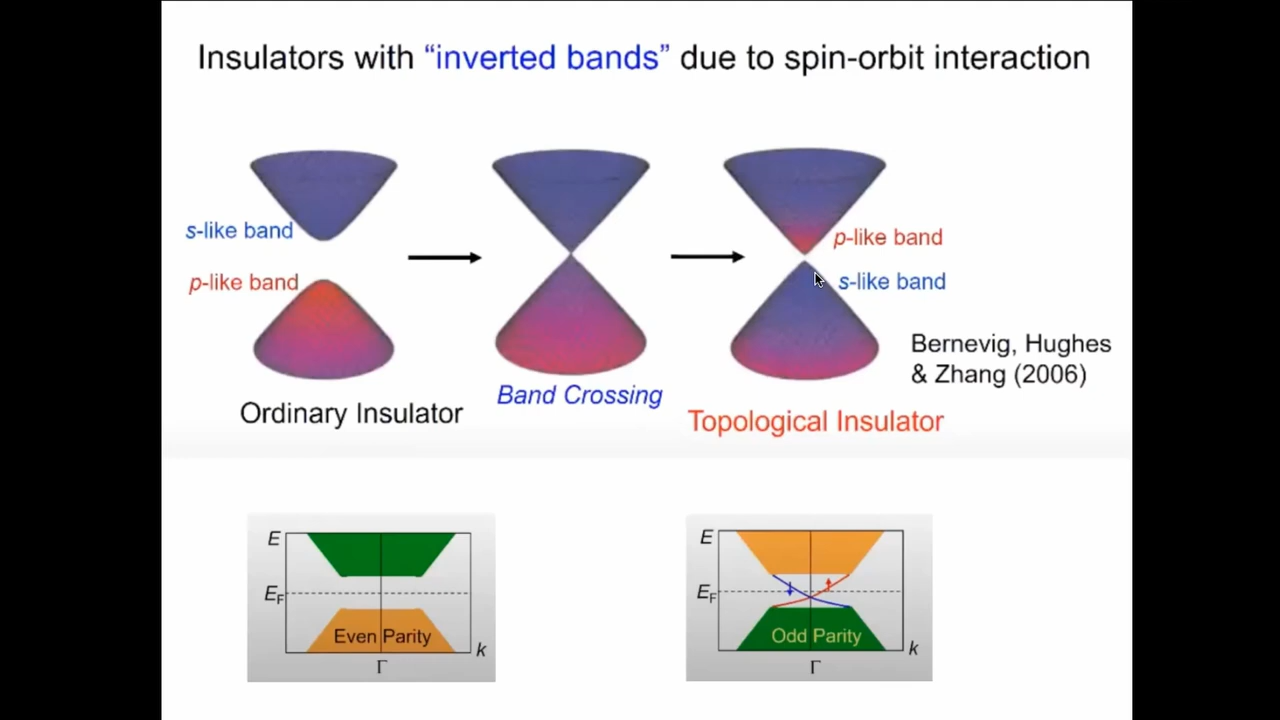 Insulators with “inverted bands” due to spin-orbit interaction
s-like band
p-like band
Ordinary Insulator
Band Crossing
p-like band
s-like band
Bernevig, Hughes
& Zhang (2006)
Topological Insulator
E
EF
Even Parity
k
Γ
E
EF
Odd Parity
k
Γ